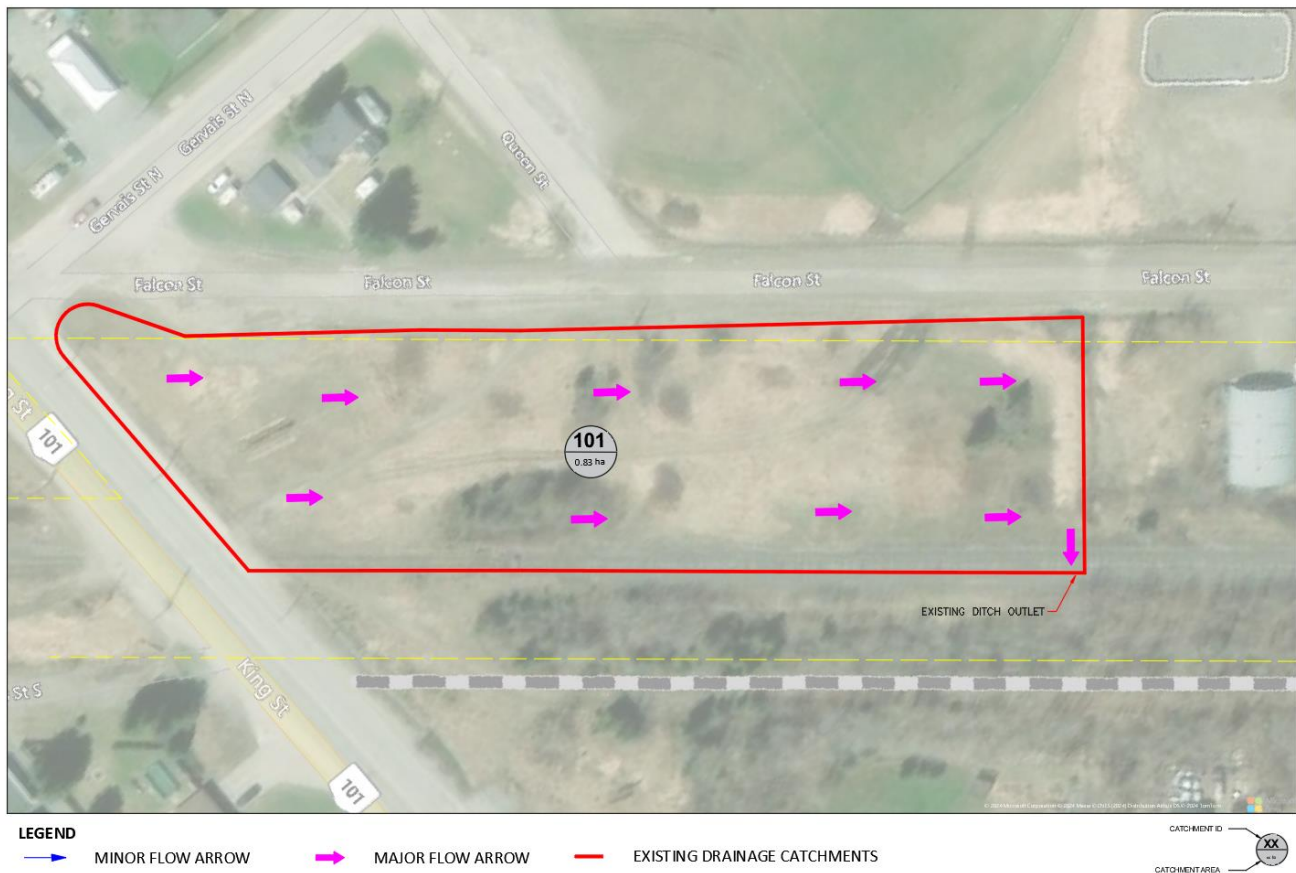 Gervais St N
Gervais St N
Queen St
Falcon St
Falcon St
Falcon St
Falcon St
St
101
101
0.83 ha
EXISTING DITCH OUTLET
St S
King St
101
LEGEND
MINOR FLOW ARROW
MAJOR FLOW ARROW
EXISTING DRAINAGE CATCHMENTS
CATCHMENT ID
XX
CATCHMENT AREA